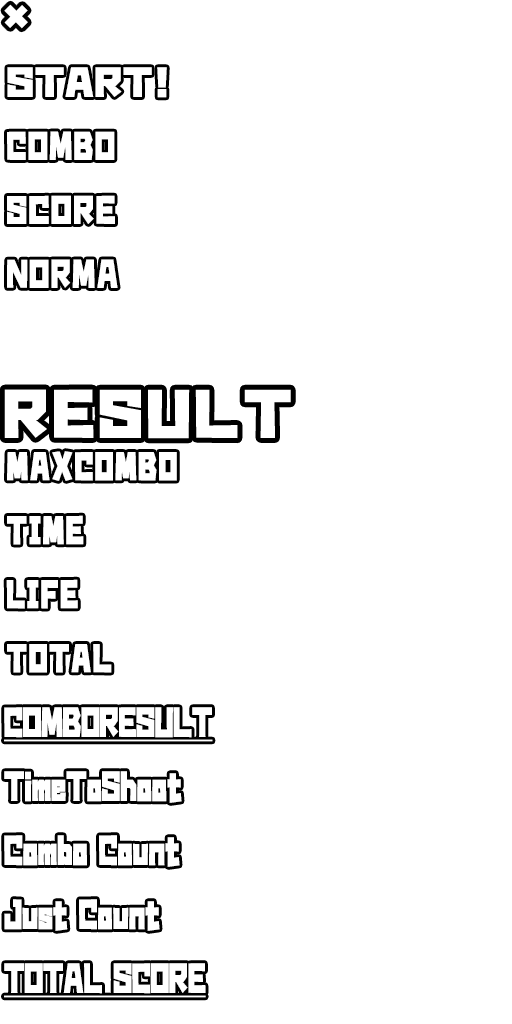 ×
START!
COMBO
SCORE
NORMA
RESULT
MAXCOMBO
TIME
LIFE
TOTAL
COMBORESULT
TimeToShoot
Combo Count
Just Count
TOTAL SCORE